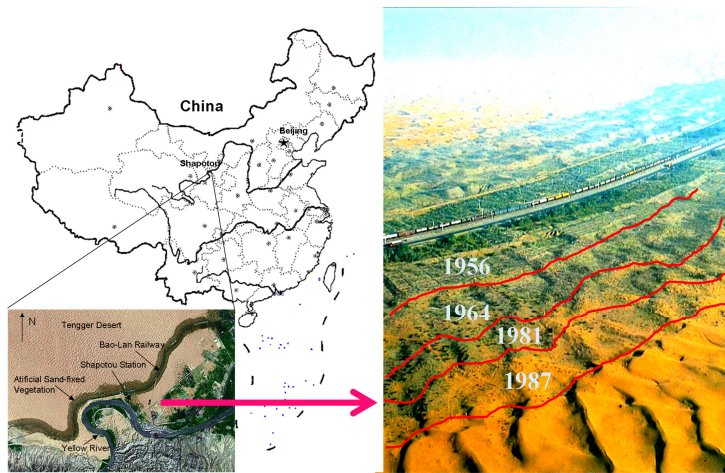 China
Beijing
Shapotou
N
Tengger Desert
Bao-Lan Railway
Shapotou Station
Atificial Sand-fixed
Vegetation
Yellow River
1956
1964
1981
1987